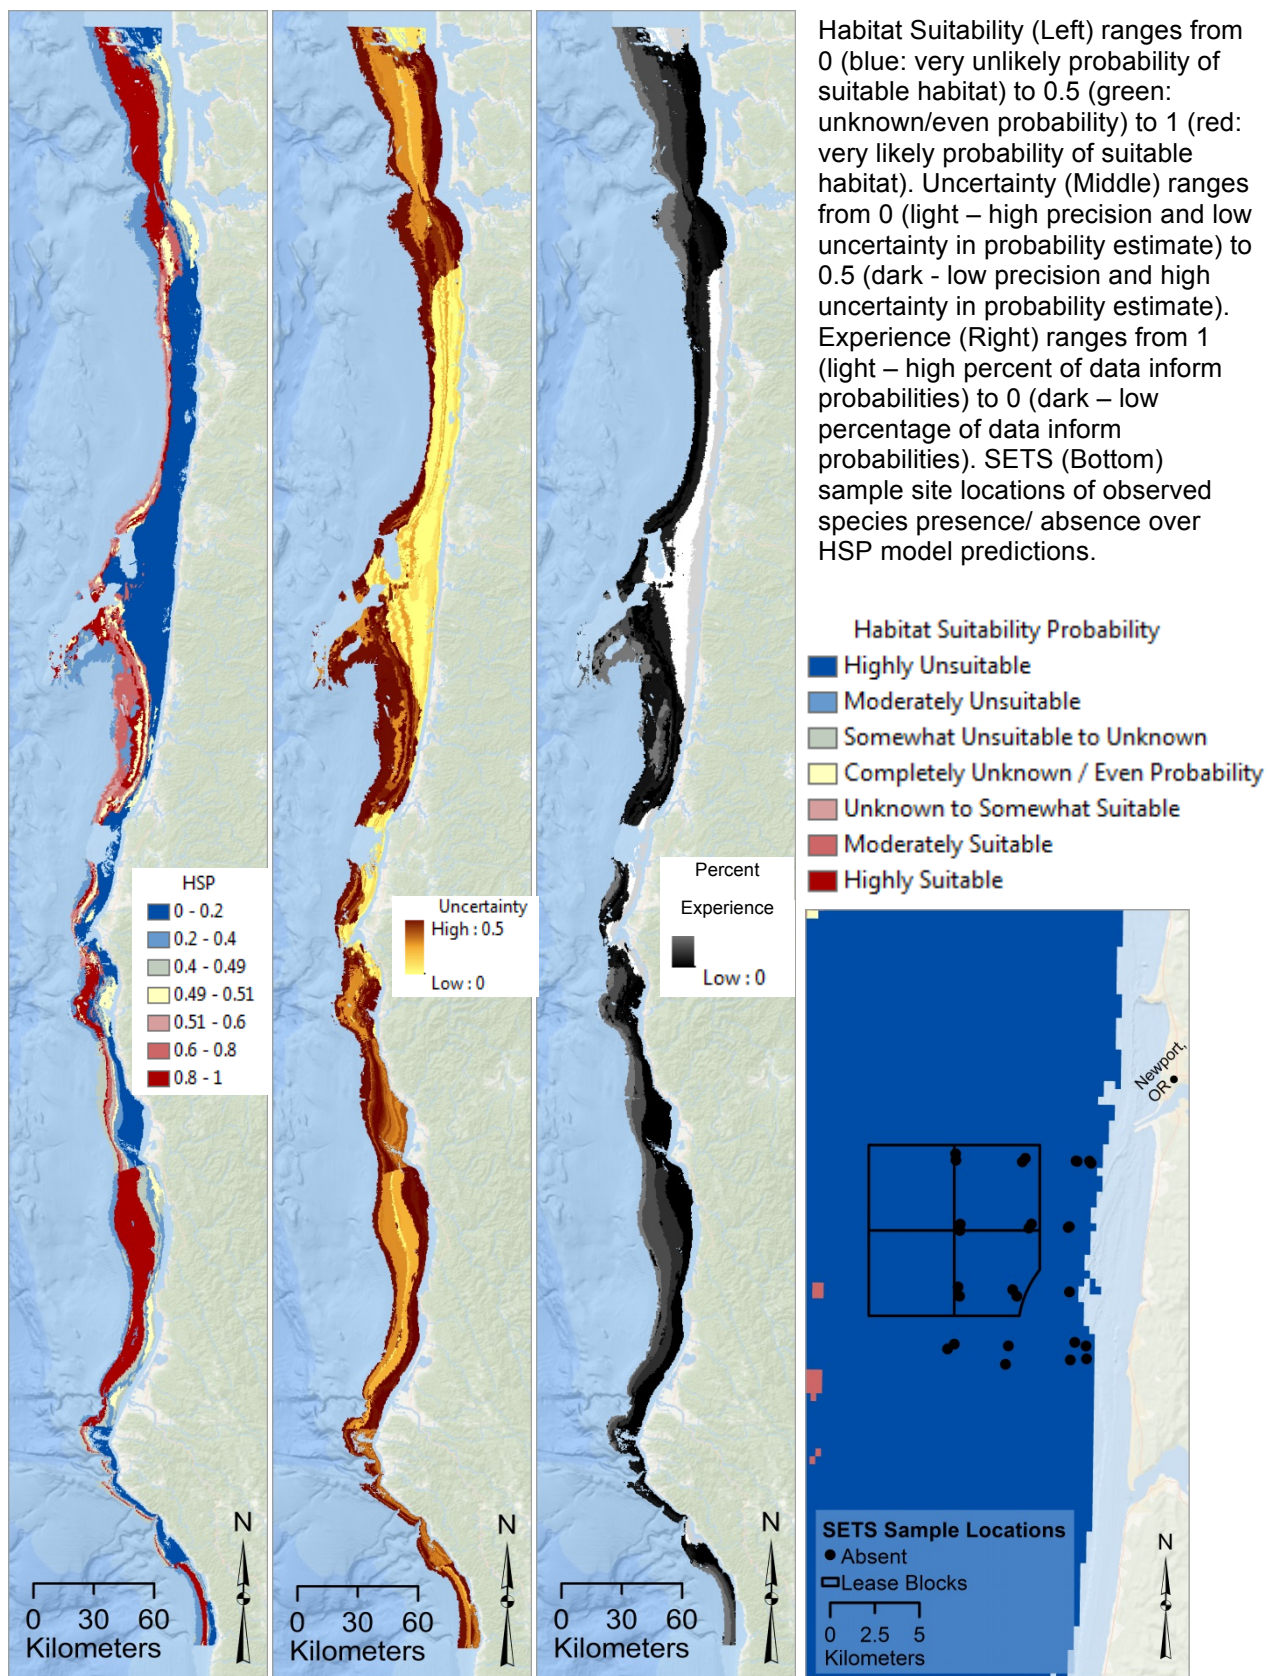 Habitat Suitability (Left) ranges from
0 (blue: very unlikely probability of
suitable habitat) to 0.5 (green:
unknown/even probability) to 1 (red:
very likely probability of suitable
habitat). Uncertainty (Middle) ranges
from 0 (light – high precision and low
uncertainty in probability estimate) to
0.5 (dark - low precision and high
uncertainty in probability estimate).
Experience (Right) ranges from 1
(light – high percent of data inform
probabilities) to 0 (dark – low
percentage of data inform
probabilities). SETS (Bottom)
sample site locations of observed
species presence/ absence over
HSP model predictions.
Habitat Suitability Probability
Highly Unsuitable
Moderately Unsuitable
Somewhat Unsuitable to Unknown
Completely Unknown / Even Probability
Unknown to Somewhat Suitable
Moderately Suitable
Highly Suitable
HSP
0 - 0.2
0.2 - 0.4
0.4 - 0.49
0.49 - 0.51
0.51 - 0.6
0.6 - 0.8
0.8 - 1
N
0 30 60
Kilometers
Uncertainty
High : 0.5
Low : 0
N
0 30 60
Kilometers
Percent
Experience
Low : 0
N
0 30 60
Kilometers
Newport,
OR
SETS Sample Locations
Absent
Lease Blocks
0 2.5 5
Kilometers
N